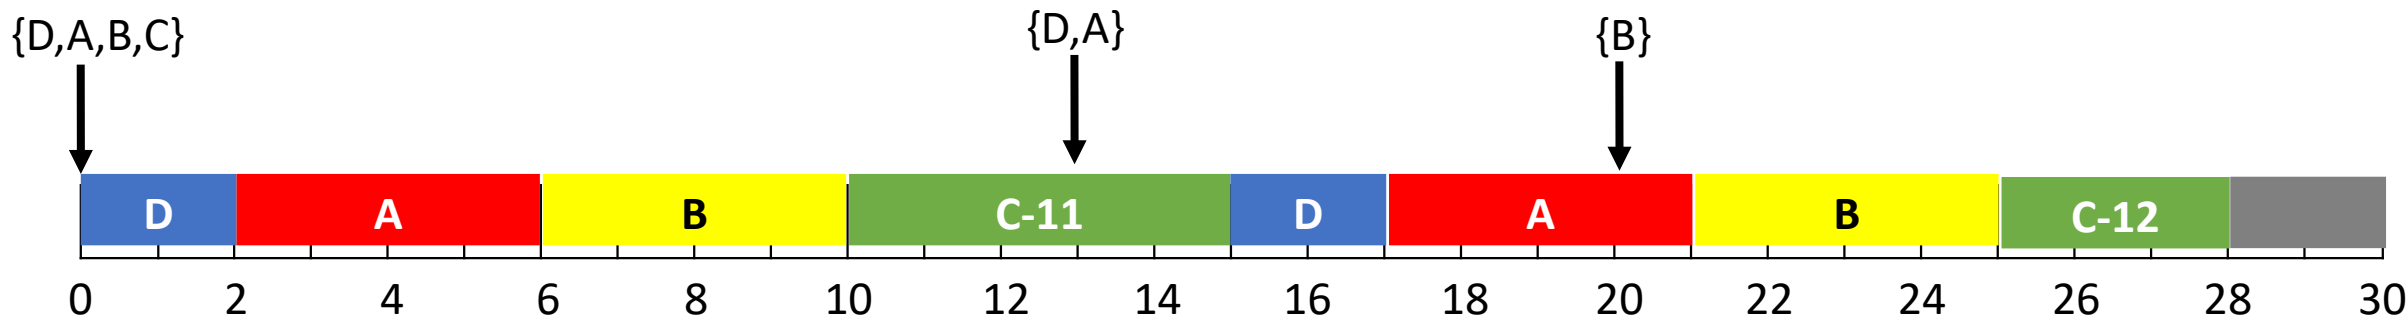 {D,A,B,C} {D,A} {B}
D A B C-11 D A B C-12
0 2 4 6 8 10 12 14 16 18 20 22 24 26 28 30